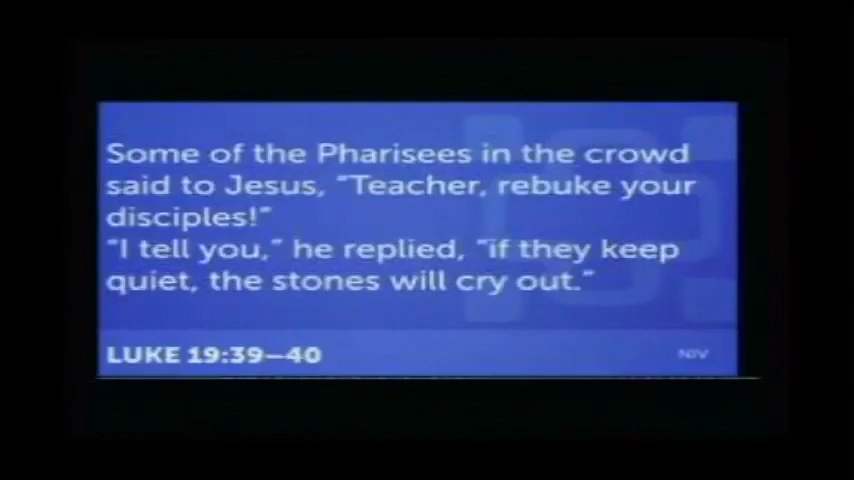 Some of the Pharisees in the crowd
said to Jesus, “Teacher, rebuke your
disciples!”
“I tell you,” he replied, “if they keep
quiet, the stones will cry out.”
LUKE 19:39–40
NIV